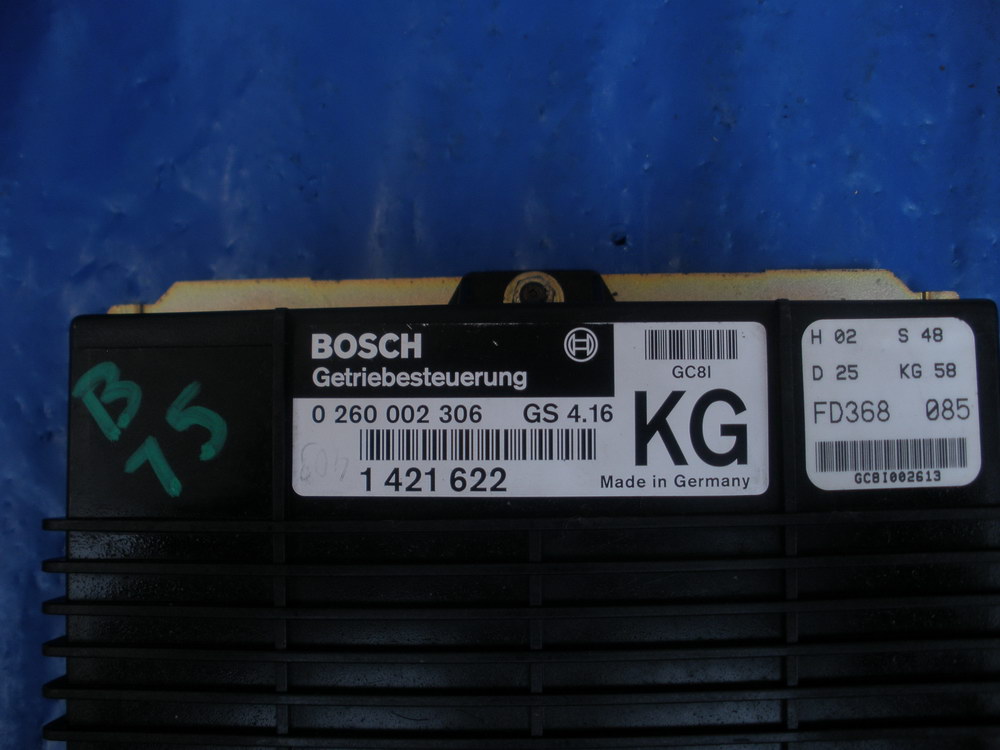 B
75
BOSCH
Getriebesteuerung
0 260 002 306 GS 4.16
1 421 622
GC8I
KG
Made in Germany
H 02 S 48
D 25 KG 58
FD368 085
GC8I002613